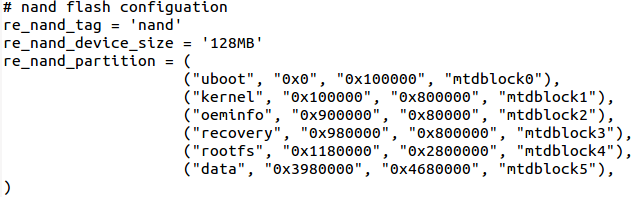 # nand flash configuation
re_nand_tag = 'nand'
re_nand_device_size = '128MB'
re_nand_partition = (
("uboot", "0x0", "0x100000", "mtdblock0"),
("kernel", "0x100000", "0x800000", "mtdblock1"),
("oeminfo", "0x900000", "0x80000", "mtdblock2"),
("recovery", "0x980000", "0x800000", "mtdblock3"),
("rootfs", "0x1180000", "0x2800000", "mtdblock4"),
("data", "0x3980000", "0x4680000", "mtdblock5"),
)